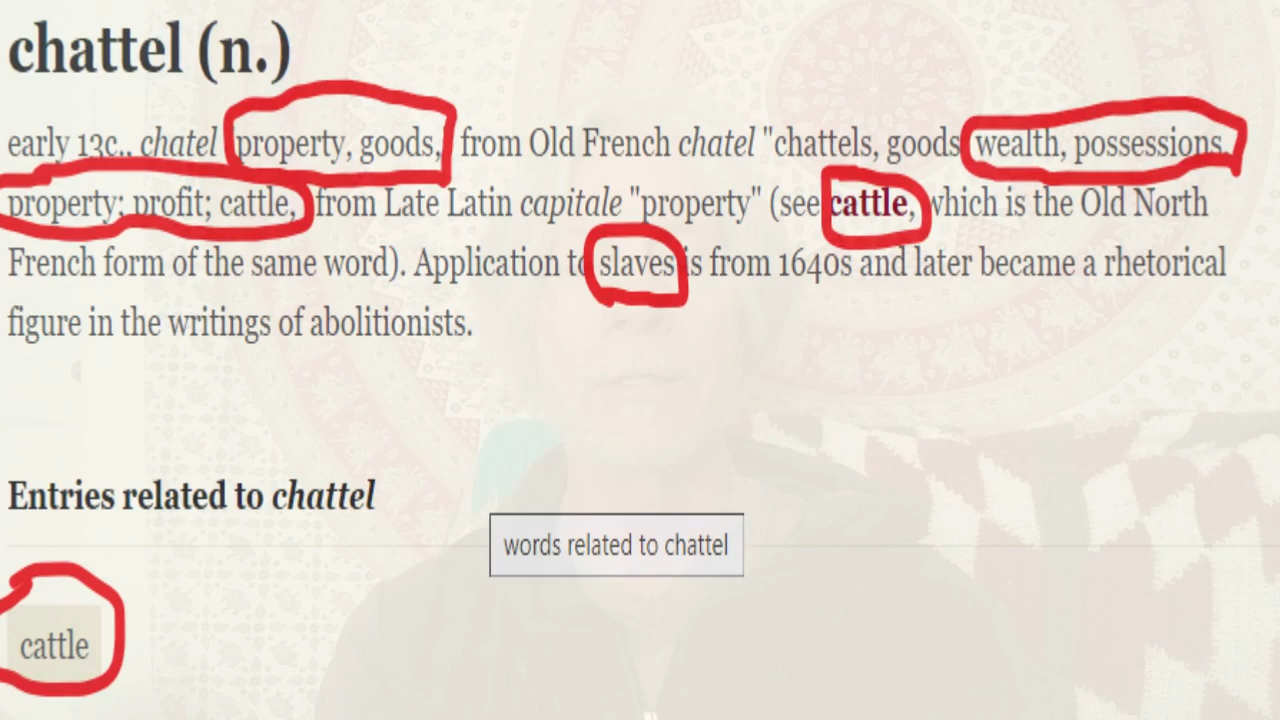 chattel (n.)
early 13c., chatel property, goods, from Old French chatel "chattels, goods, wealth, possessions,
property; profit; cattle, from Late Latin capitale "property" (see cattle, which is the Old North
French form of the same word). Application to slaves is from 1640s and later became a rhetorical
figure in the writings of abolitionists.
Entries related to chattel
words related to chattel
cattle